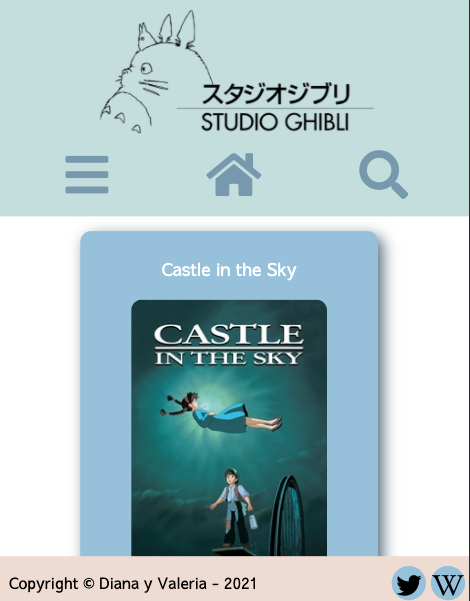 スタジオジブリ
STUDIO GHIBLI
Castle in the Sky
CASTLE
IN THE SKY
Copyright © Diana y Valeria - 2021
W